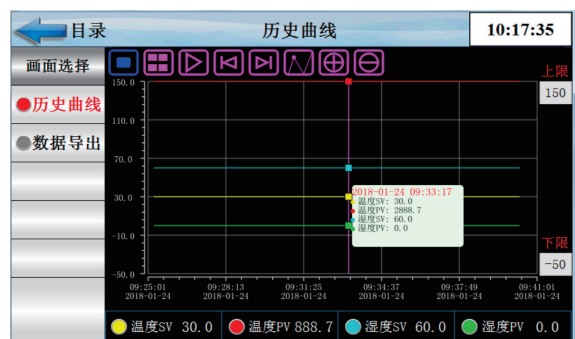 目录
历史曲线
10:17:35
画面选择
历史曲线
数据导出
上限
150
下限
-50
150.0
110.0
70.0
30.0
-10.0
-50.0
2018-01-24 09:33:17
温度SV: 30.0
温度PV: 2888.7
湿度SV: 60.0
湿度PV: 0.0
09:25:01 09:28:13 09:31:25 09:34:37 09:37:49 09:41:01
2018-01-24 2018-01-24 2018-01-24 2018-01-24 2018-01-24 2018-01-24
温度SV 30.0 温度PV 888.7 湿度SV 60.0 湿度PV 0.0